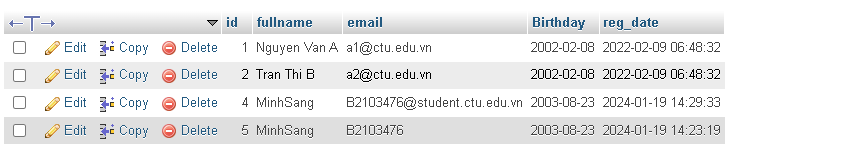 id fullname email Birthday reg_date
Edit Copy Delete 1 Nguyen Van A a1@ctu.edu.vn 2002-02-08 2022-02-09 06:48:32
Edit Copy Delete 2 Tran Thi B a2@ctu.edu.vn 2002-02-08 2022-02-09 06:48:32
Edit Copy Delete 4 MinhSang B2103476@student.ctu.edu.vn 2003-08-23 2024-01-19 14:29:33
Edit Copy Delete 5 MinhSang B2103476 2003-08-23 2024-01-19 14:23:19